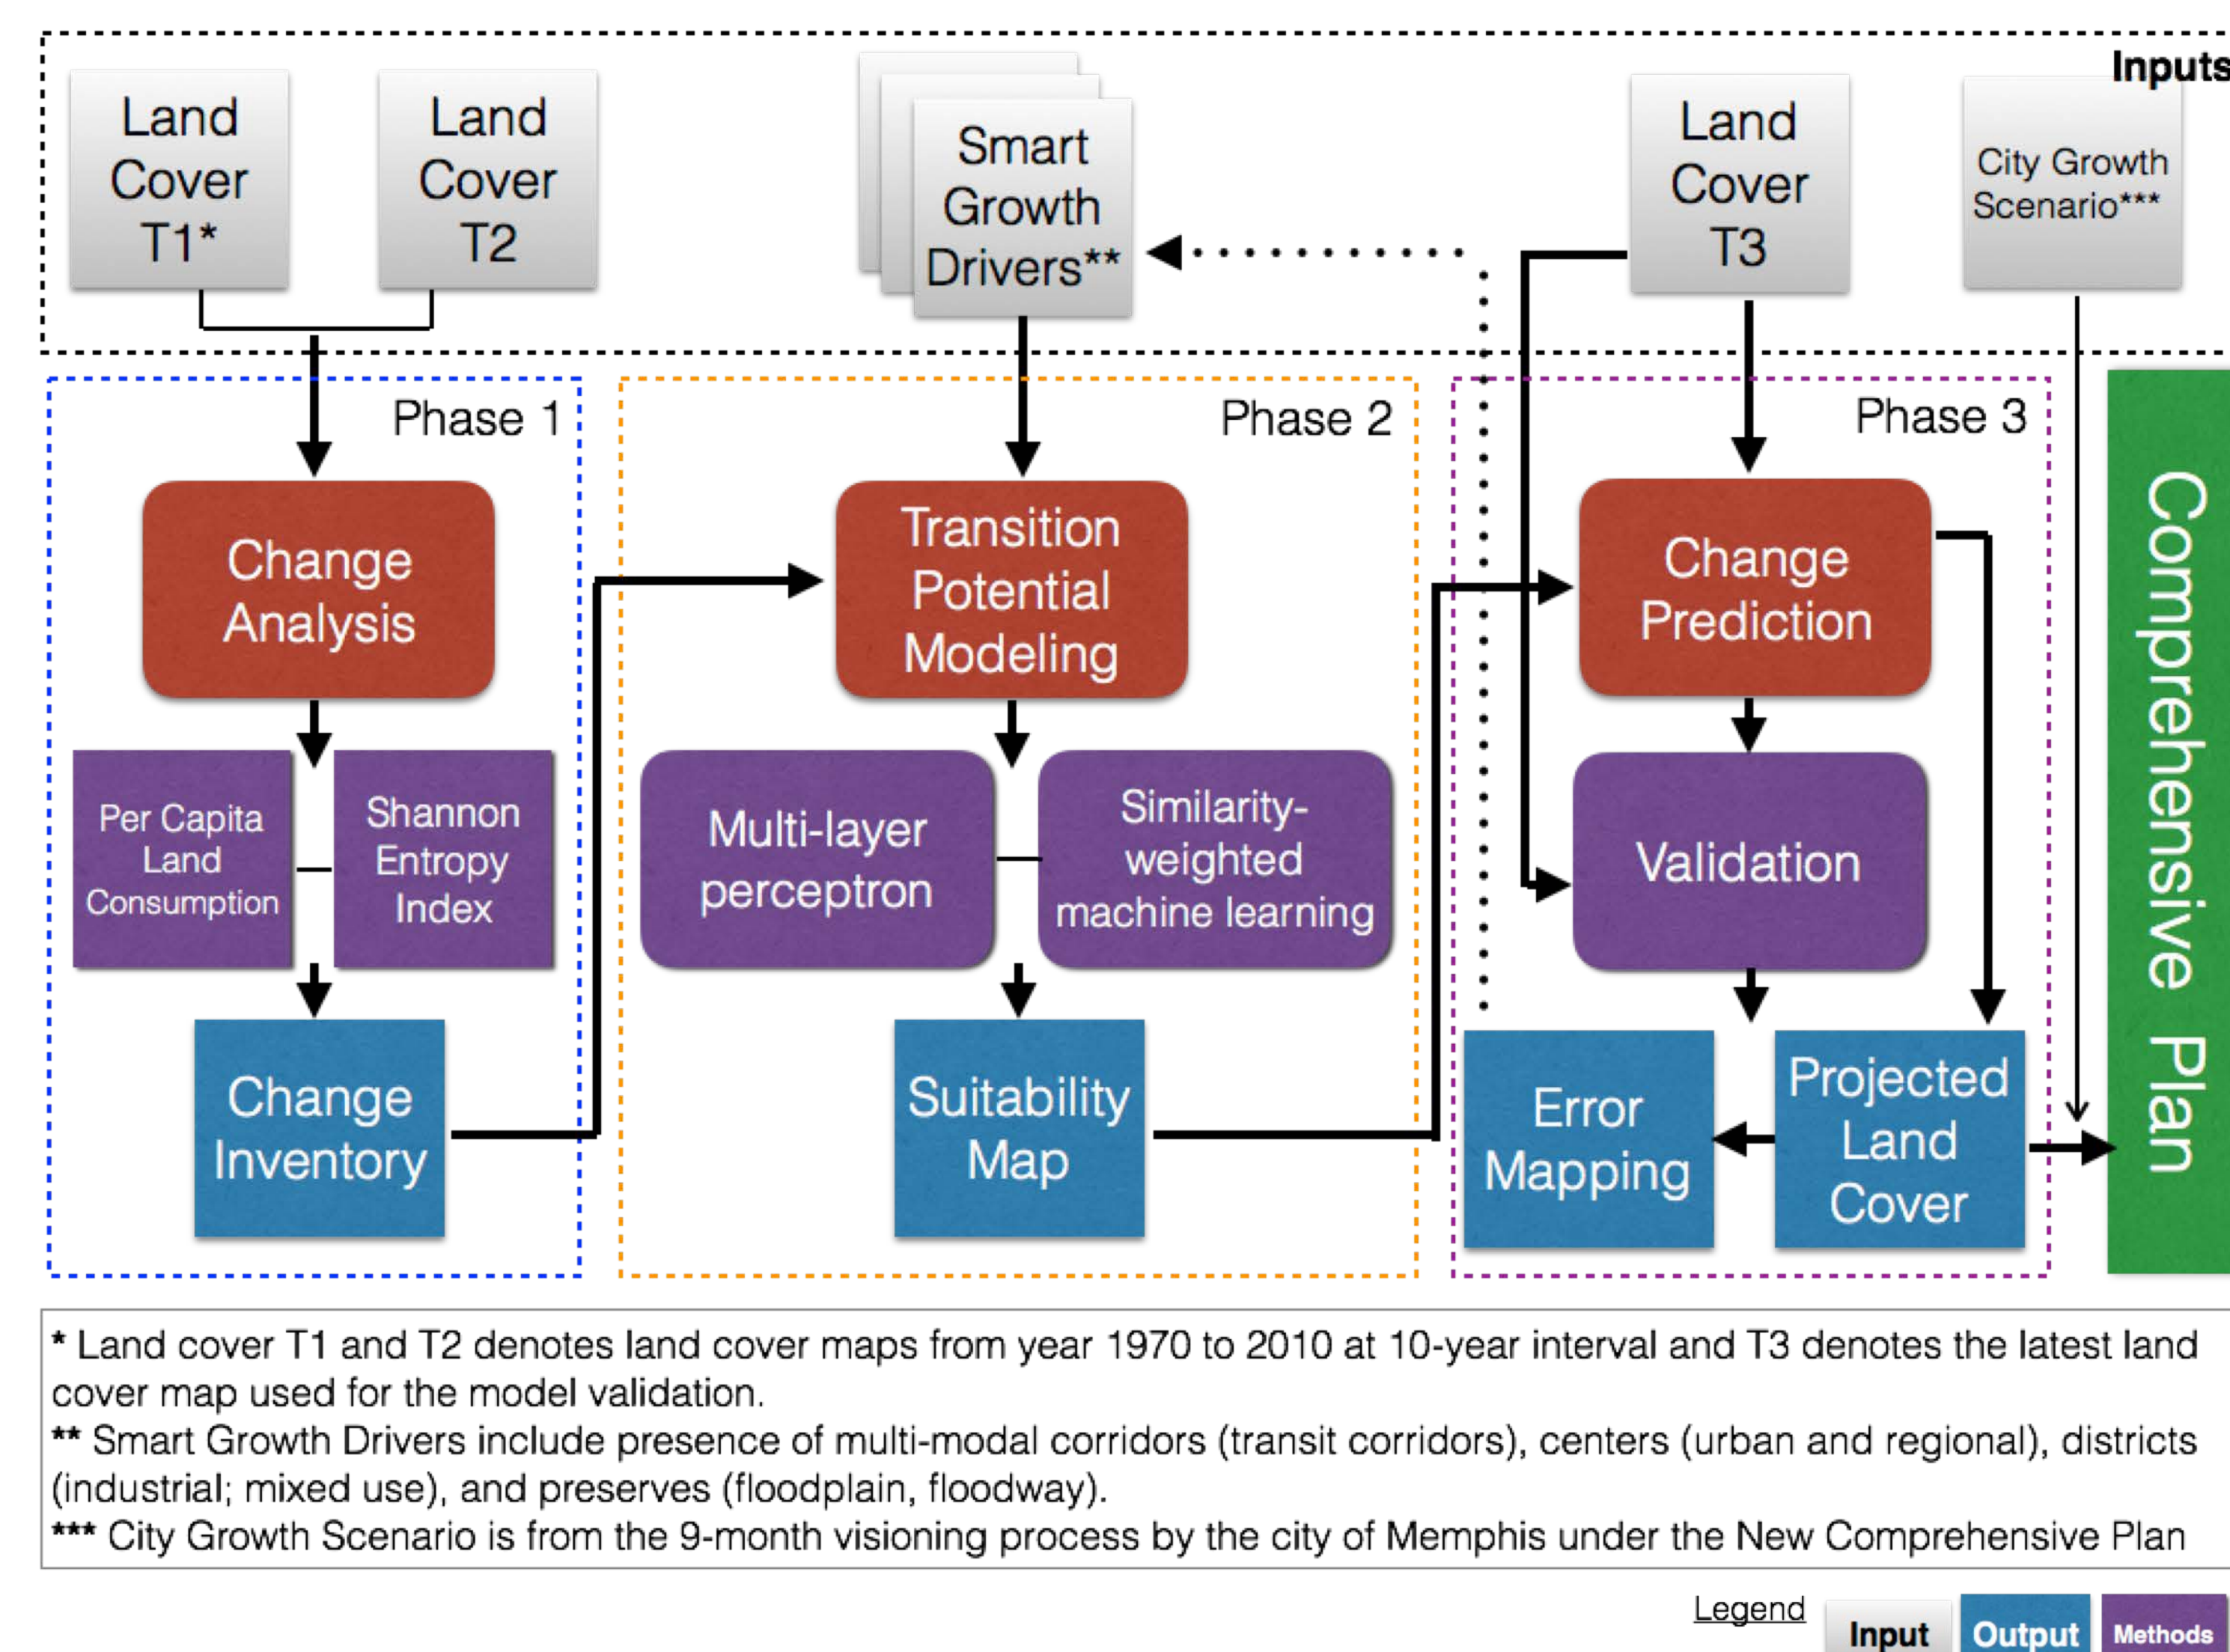 Inputs
Land
Cover
T1*
Land
Cover
T2
Smart
Growth
Drivers**
Land
Cover
T3
City Growth
Scenario***
Phase 1
Change
Analysis
Per Capita
Land
Consumption
Shannon
Entropy
Index
Change
Inventory
Phase 2
Transition
Potential
Modeling
Multi-layer
perceptron
Similarity-
weighted
machine learning
Suitability
Map
Phase 3
Change
Prediction
Validation
Error
Mapping
Projected
Land
Cover
Comprehensive Plan
* Land cover T1 and T2 denotes land cover maps from year 1970 to 2010 at 10-year interval and T3 denotes the latest land
cover map used for the model validation.
** Smart Growth Drivers include presence of multi-modal corridors (transit corridors), centers (urban and regional), districts
(industrial; mixed use), and preserves (floodplain, floodway).
*** City Growth Scenario is from the 9-month visioning process by the city of Memphis under the New Comprehensive Plan
Legend
Input
Output
Methods